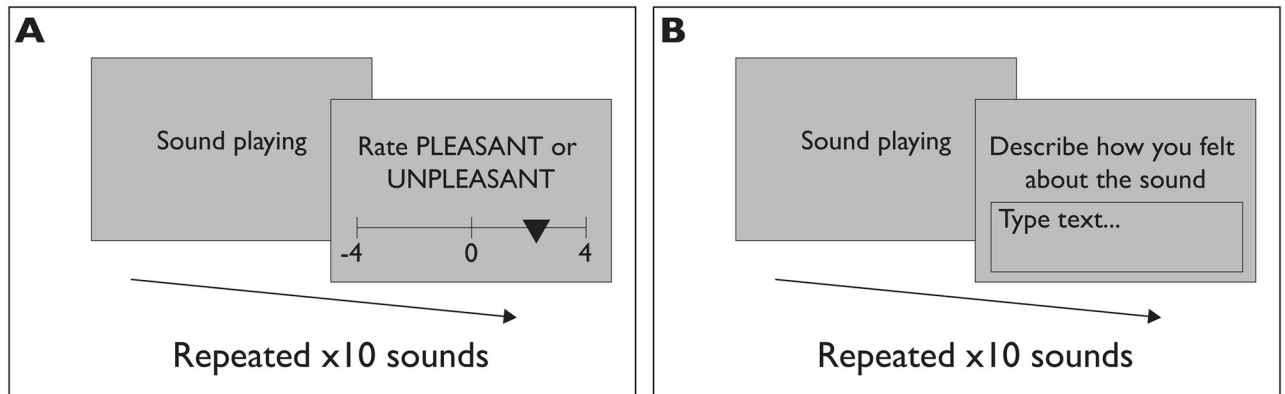 A
Sound playing
Rate PLEASANT or
UNPLEASANT
-4 0 4
Repeated x10 sounds
B
Sound playing
Describe how you felt
about the sound
Type text...
Repeated x10 sounds